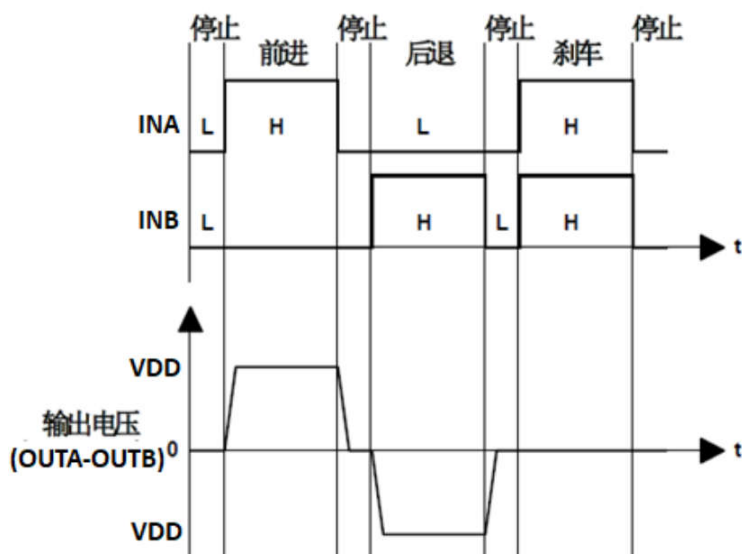 停止 前进 停止 后退 停止 刹车 停止
INA L H L H
INB L H L H t
VDD
输出电压
(OUTA-OUTB) 0 t
VDD